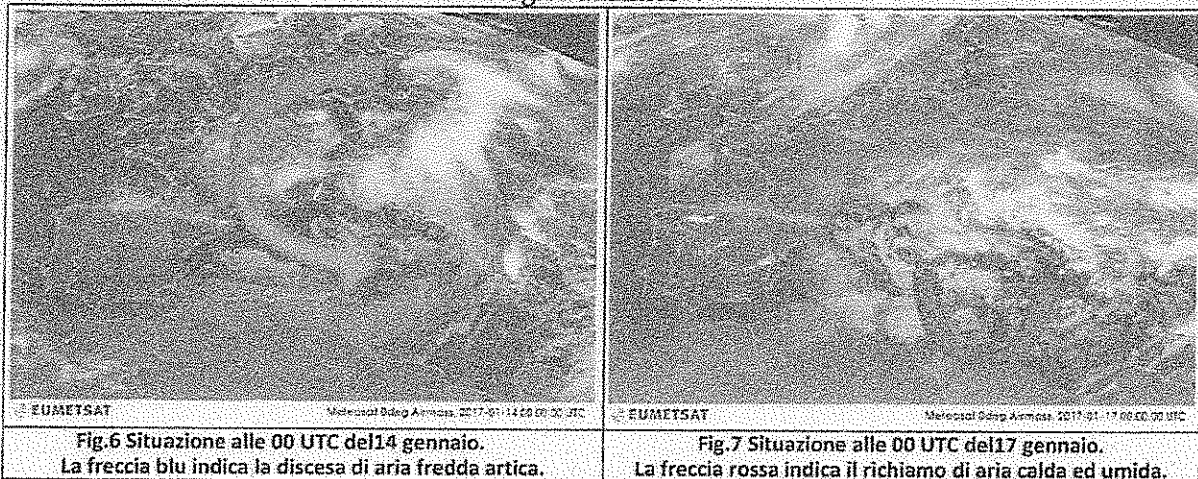 EUMETSAT
Meteosat 0deg Airmass, 2017-01-14 00:00:00 UTC
EUMETSAT
Meteosat 0deg Airmass, 2017-01-17 00:00:00 UTC
Fig.6 Situazione alle 00 UTC del14 gennaio.
La freccia blu indica la discesa di aria fredda artica.
Fig.7 Situazione alle 00 UTC del17 gennaio.
La freccia rossa indica il richiamo di aria calda ed umida.